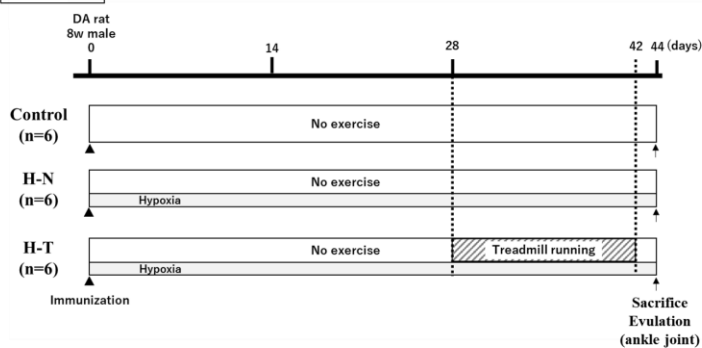 DA rat
8w male
0 14 28 42 44 (days)
Control
(n=6)
No exercise
H-N
(n=6)
No exercise
Hypoxia
H-T
(n=6)
No exercise
Treadmill running
Hypoxia
Immunization
Sacrifice
Evulation
(ankle joint)